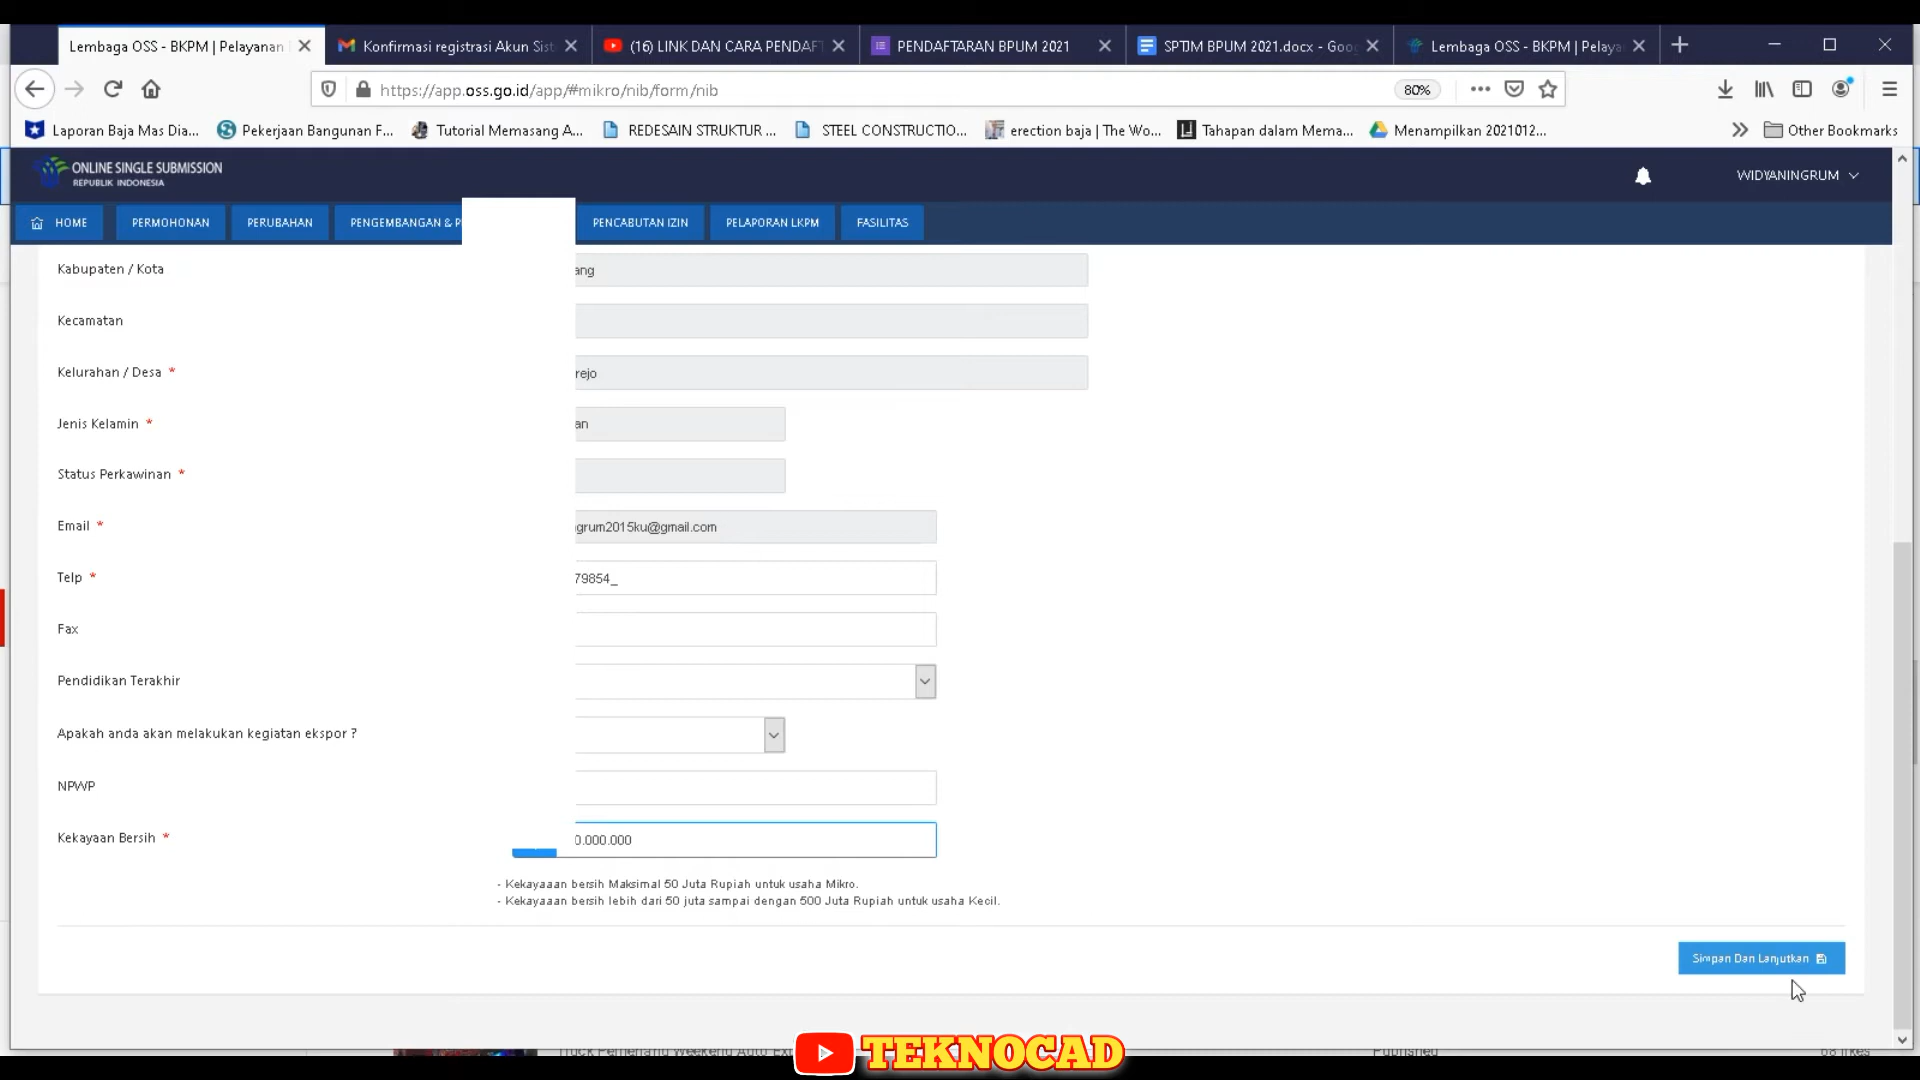 Lembaga OSS - BKPM | Pelayanan
Konfirmasi registrasi Akun Sist
(16) LINK DAN CARA PENDAFT
PENDAFTARAN BPUM 2021
SPTJM BPUM 2021.docx - Goog
Lembaga OSS - BKPM | Pelaya
https://app.oss.go.id/app/#mikro/nib/form/nib
80%
Laporan Baja Mas Dia...
Pekerjaan Bangunan F...
Tutorial Memasang A...
REDESAIN STRUKTUR ...
STEEL CONSTRUCTIO...
erection baja | The Wo...
Tahapan dalam Mema...
Menampilkan 2021012...
Other Bookmarks
ONLINE SINGLE SUBMISSION
REPUBLIK INDONESIA
WIDYANINGRUM
HOME
PERMOHONAN
PERUBAHAN
PENGEMBANGAN & P
PENCABUTAN IZIN
PELAPORAN LKPM
FASILITAS
Kabupaten / Kota
ang
Kecamatan
Kelurahan / Desa *
rejo
Jenis Kelamin *
an
Status Perkawinan *
Email *
grum2015ku@gmail.com
Telp *
79854_
Fax
Pendidikan Terakhir
Apakah anda akan melakukan kegiatan ekspor ?
NPWP
Kekayaan Bersih *
0.000.000
- Kekayaaan bersih Maksimal 50 Juta Rupiah untuk usaha Mikro.
- Kekayaaan bersih lebih dari 50 juta sampai dengan 500 Juta Rupiah untuk usaha Kecil.
Simpan Dan Lanjutkan
TEKNOCAD